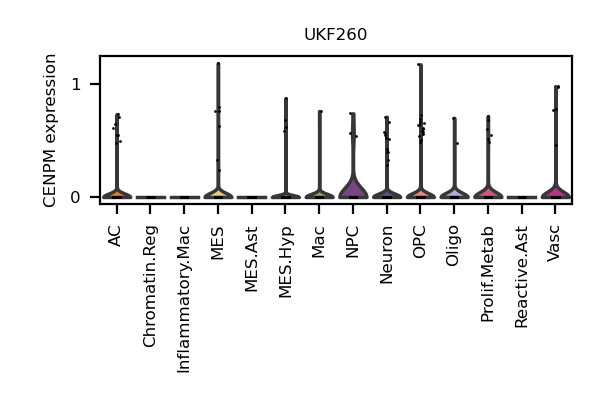 UKF260
CENPM expression
1
0
AC
Chromatin.Reg
Inflammatory.Mac
MES
MES.Ast
MES.Hyp
Mac
NPC
Neuron
OPC
Oligo
Prolif.Metab
Reactive.Ast
Vasc